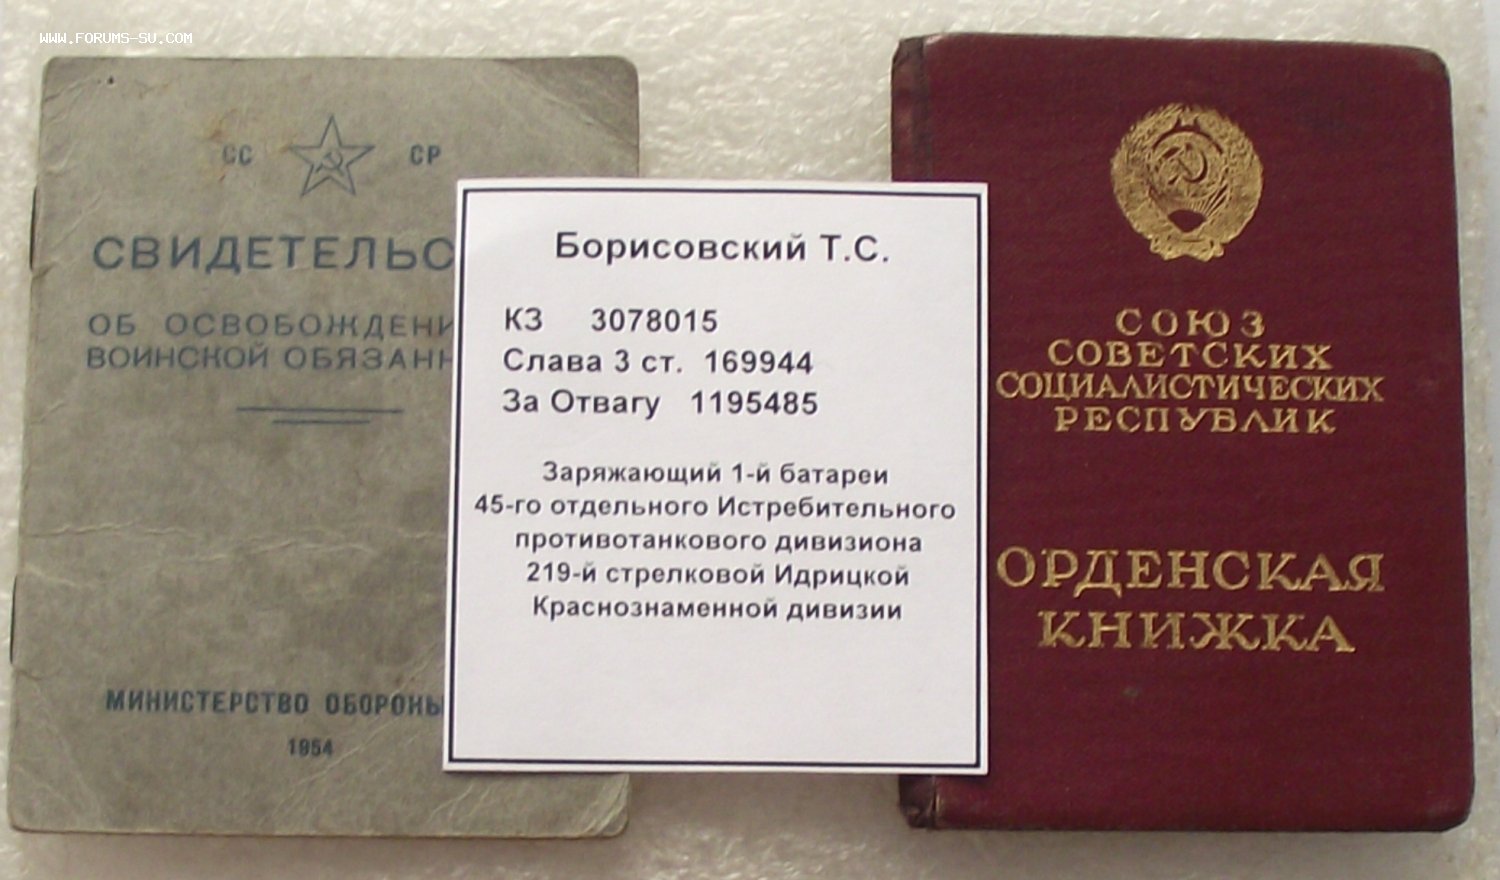 www.FORUMS-SU.COM
СС СР
СВИДЕТЕЛЬС
ОБ ОСВОБОЖДЕНИ
ВОИНСКОЙ ОБЯЗАНН
МИНИСТЕРСТВО ОБОРОНЫ
1954
Борисовский Т.С.
КЗ 3078015
Слава 3 ст. 169944
За Отвагу 1195485
Заряжающий 1-й батареи
45-го отдельного Истребительного
противотанкового дивизиона
219-й стрелковой Идрицкой
Краснознаменной дивизии
СОЮЗ
СОВЕТСКИХ
СОЦИАЛИСТИЧЕСКИХ
РЕСПУБЛИК
ОРДЕНСКАЯ
КНИЖКА